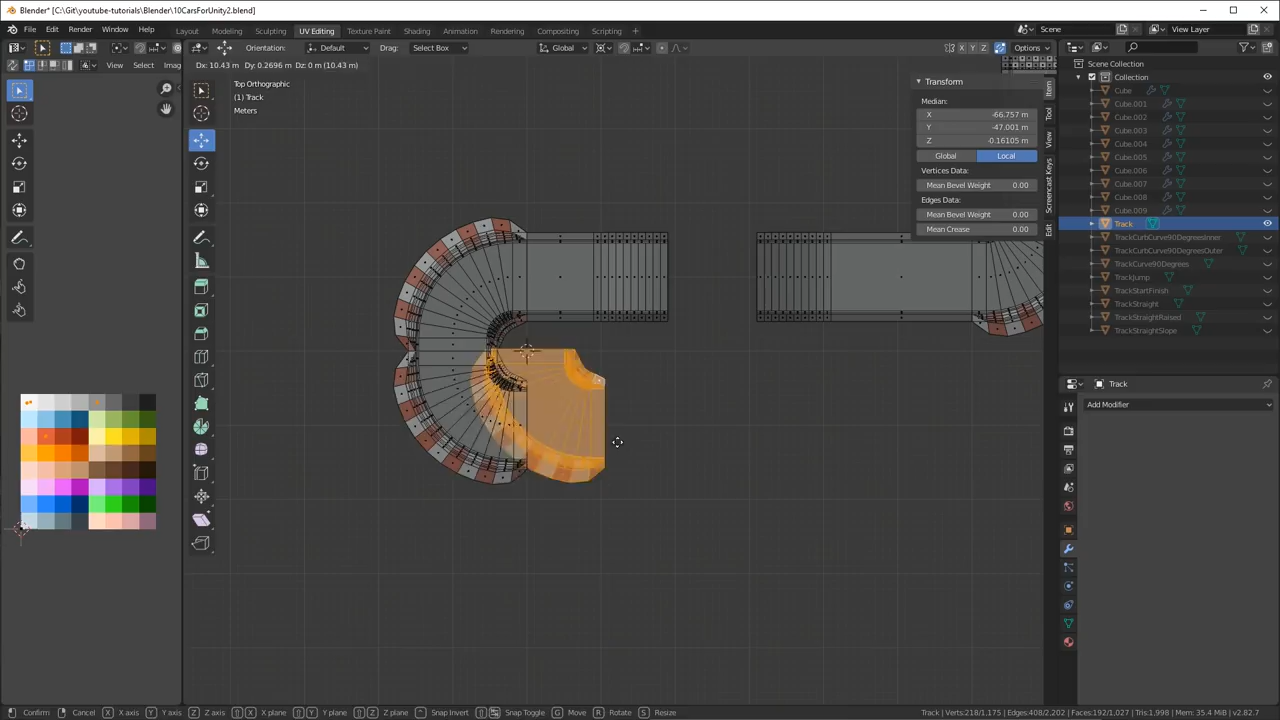 Blender* [C:\Git\youtube-tutorials\Blender\10CarsForUnity2.blend]
File Edit Render Window Help Layout Modeling Sculpting UV Editing Texture Paint Shading Animation Rendering Compositing Scripting Scene View Layer
Orientation: Default Drag: Select Box Global X Y Z Options
View Select Imag Dx: 10.43 m Dy: 0.2696 m Dz: 0 m (10.43 m)
Top Orthographic
(1) Track
Meters
Transform
Median:
X -66.757 m
Y -47.001 m
Z -0.16105 m
Global Local
Vertices Data:
Mean Bevel Weight 0.00
Edges Data:
Mean Bevel Weight 0.00
Mean Crease 0.00
Item
Tool
View
Screencast Keys
Edit
Scene Collection
Collection
Cube
Cube.001
Cube.002
Cube.003
Cube.004
Cube.005
Cube.006
Cube.007
Cube.008
Cube.009
Track
TrackCurbCurve90DegreesInner
TrackCurbCurve90DegreesOuter
TrackCurve90Degrees
TrackJump
TrackStartFinish
TrackStraight
TrackStraightRaised
TrackStraightSlope
Track
Add Modifier
Confirm Cancel X X axis Y Y axis Z Z axis X X plane Y Y plane Z Z plane Snap Invert Snap Toggle G Move R Rotate S Resize Track | Verts:218/1,175 | Edges:408/2,202 | Faces:192/1,027 | Tris:1,998 | Mem: 35.4 MiB | v2.82.7